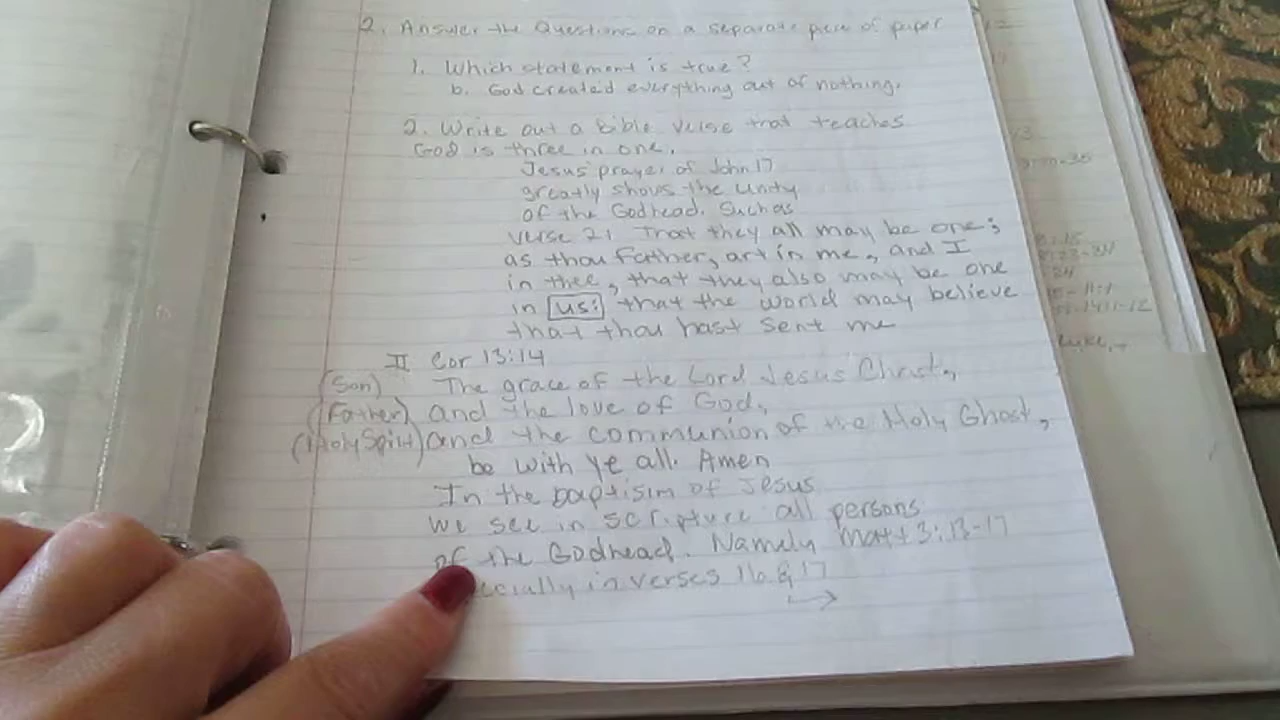 2. Answer the Questions on a separate piece of paper
1. Which statement is true?
b. God created everything out of nothing.
2. Write out a Bible verse that teaches
God is three in one.
Jesus' prayer of John 17
greatly shows the unity
of the Godhead. Such as
verse 21 That they all may be one;
as thou Father, art in me, and I
in thee, that they also may be one
in us: that the world may believe
that thou hast sent me
II Cor 13:14
(Son) The grace of the Lord Jesus Christ,
(Father) and the love of God,
(Holy Spirit) and the communion of the Holy Ghost,
be with ye all. Amen
In the baptisim of Jesus
we see in scripture all persons
of the Godhead. Namely Matt 3:13-17
ecially in verses 16 & 17